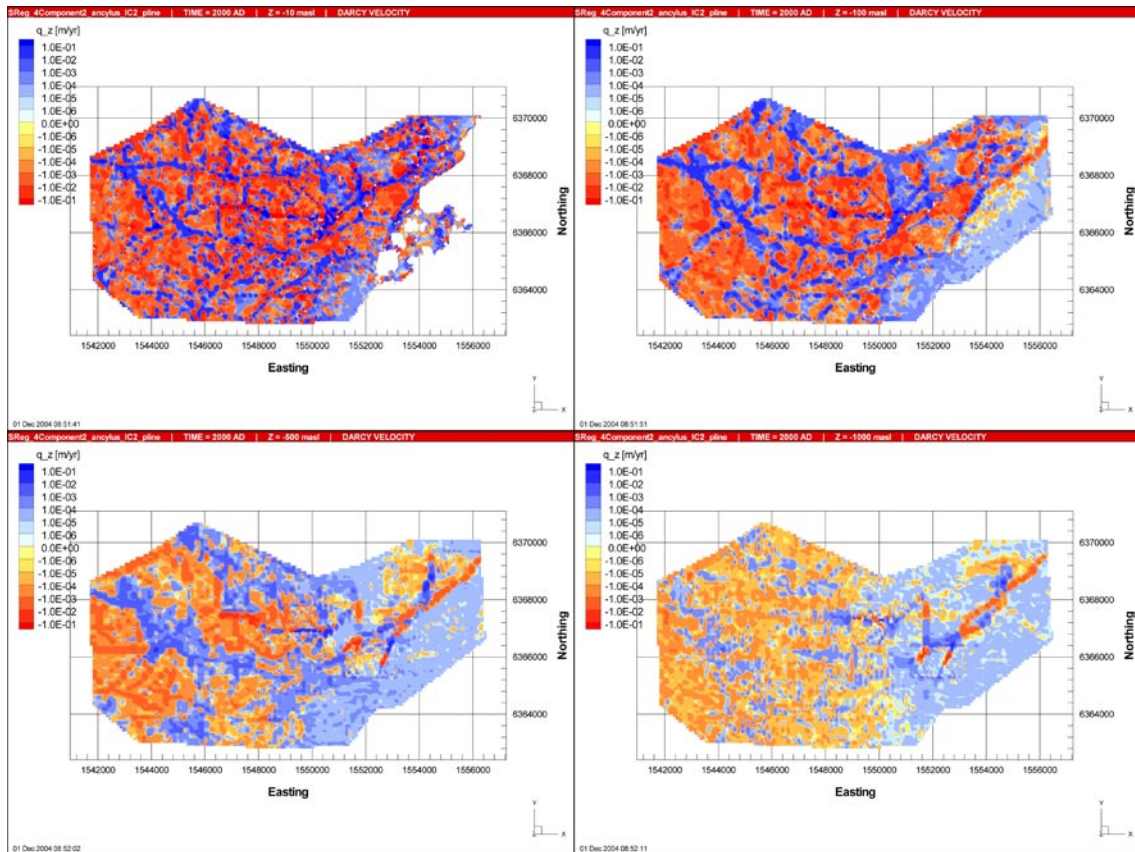 SReg_4Component2_ancylus_IC2_pline | TIME = 2000 AD | Z = -10 masl | DARCY VELOCITY
q_z [m/yr]
1.0E-01
1.0E-02
1.0E-03
1.0E-04
1.0E-05
1.0E-06
0.0E+00
-1.0E-06
-1.0E-05
-1.0E-04
-1.0E-03
-1.0E-02
-1.0E-01
6370000
6368000
6366000
6364000
Northing
1542000 1544000 1546000 1548000 1550000 1552000 1554000 1556000
Easting
Y
Z X
01 Dec 2004 08:51:41
SReg_4Component2_ancylus_IC2_pline | TIME = 2000 AD | Z = -100 masl | DARCY VELOCITY
q_z [m/yr]
1.0E-01
1.0E-02
1.0E-03
1.0E-04
1.0E-05
1.0E-06
0.0E+00
-1.0E-06
-1.0E-05
-1.0E-04
-1.0E-03
-1.0E-02
-1.0E-01
6370000
6368000
6366000
6364000
Northing
1542000 1544000 1546000 1548000 1550000 1552000 1554000 1556000
Easting
Y
Z X
01 Dec 2004 08:51:51
SReg_4Component2_ancylus_IC2_pline | TIME = 2000 AD | Z = -500 masl | DARCY VELOCITY
q_z [m/yr]
1.0E-01
1.0E-02
1.0E-03
1.0E-04
1.0E-05
1.0E-06
0.0E+00
-1.0E-06
-1.0E-05
-1.0E-04
-1.0E-03
-1.0E-02
-1.0E-01
6370000
6368000
6366000
6364000
Northing
1542000 1544000 1546000 1548000 1550000 1552000 1554000 1556000
Easting
Y
Z X
01 Dec 2004 08:52:02
SReg_4Component2_ancylus_IC2_pline | TIME = 2000 AD | Z = -1000 masl | DARCY VELOCITY
q_z [m/yr]
1.0E-01
1.0E-02
1.0E-03
1.0E-04
1.0E-05
1.0E-06
0.0E+00
-1.0E-06
-1.0E-05
-1.0E-04
-1.0E-03
-1.0E-02
-1.0E-01
6370000
6368000
6366000
6364000
Northing
1542000 1544000 1546000 1548000 1550000 1552000 1554000 1556000
Easting
Y
Z X
01 Dec 2004 08:52:11